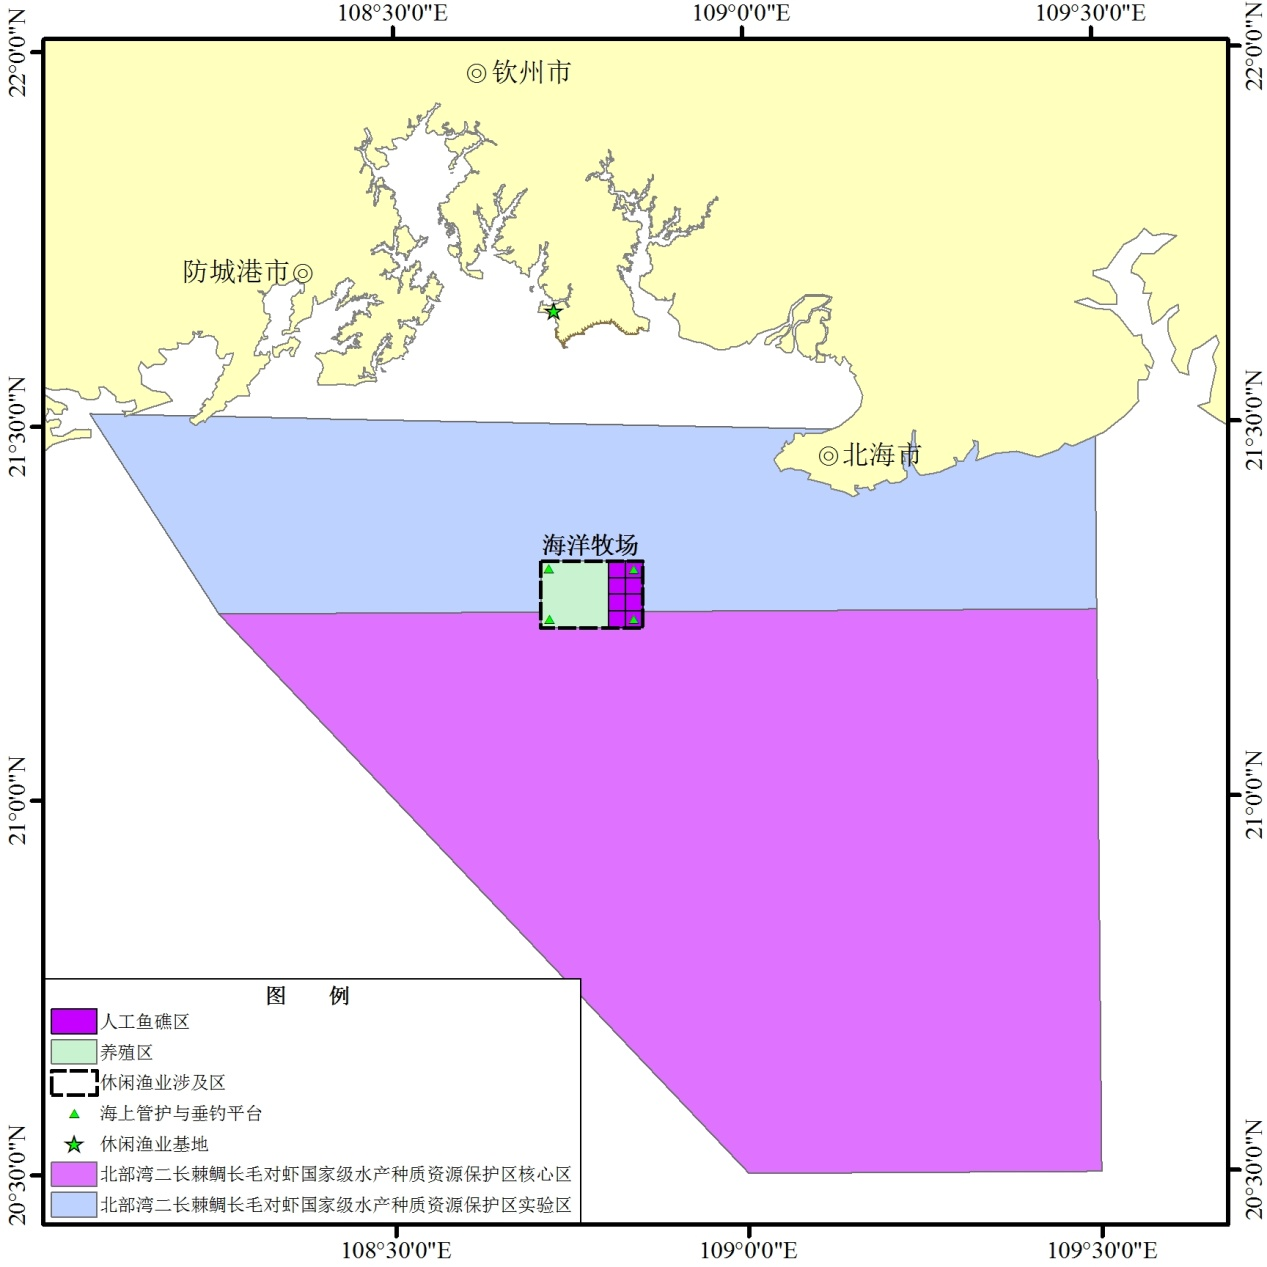 108°30'0"E
109°0'0"E
109°30'0"E
22°0'0"N
22°0'0"N
钦州市
防城港市
21°30'0"N
21°30'0"N
北海市
海洋牧场
21°0'0"N
21°0'0"N
图 例
人工鱼礁区
养殖区
休闲渔业涉及区
海上管护与垂钓平台
休闲渔业基地
北部湾二长棘鲷长毛对虾国家级水产种质资源保护区核心区
北部湾二长棘鲷长毛对虾国家级水产种质资源保护区实验区
20°30'0"N
20°30'0"N
108°30'0"E
109°0'0"E
109°30'0"E